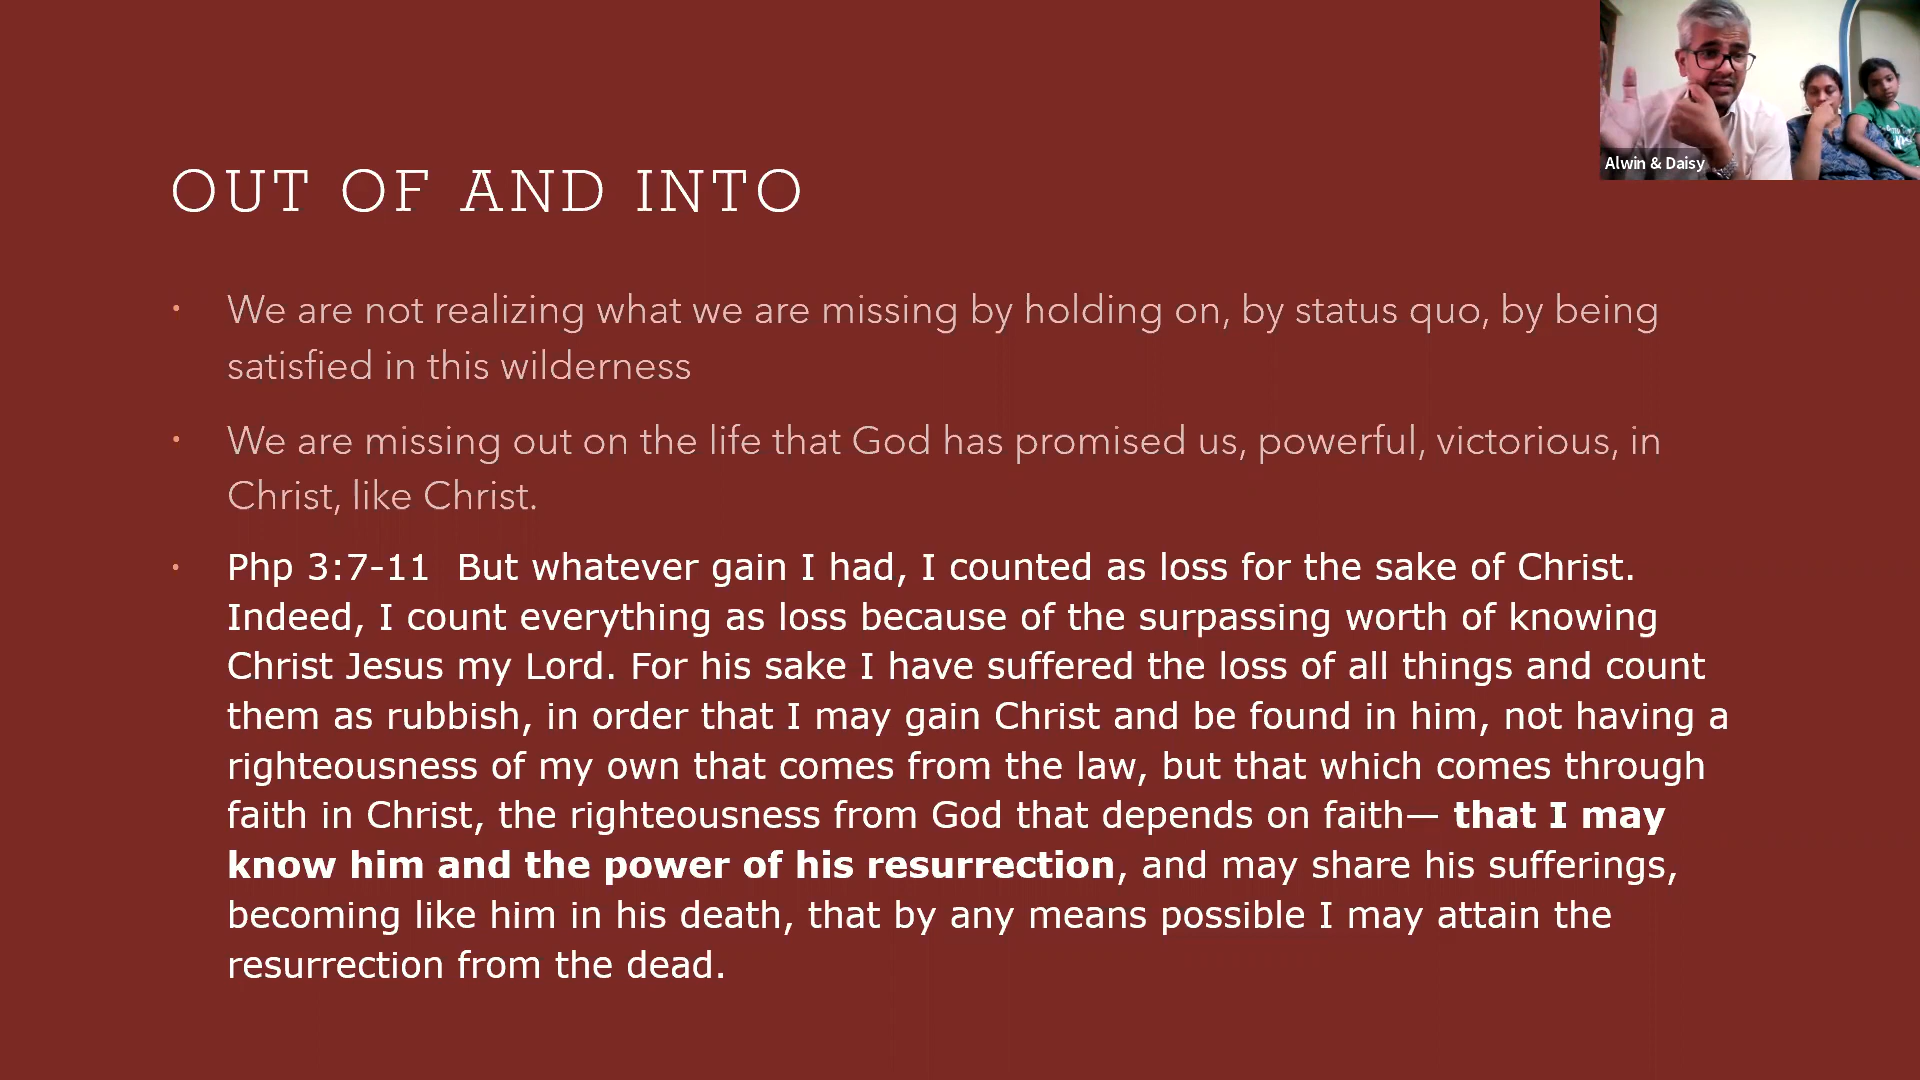 Alwin & Daisy
OUT OF AND INTO
• We are not realizing what we are missing by holding on, by status quo, by being
satisfied in this wilderness
• We are missing out on the life that God has promised us, powerful, victorious, in
Christ, like Christ.
• Php 3:7-11  But whatever gain I had, I counted as loss for the sake of Christ.
Indeed, I count everything as loss because of the surpassing worth of knowing
Christ Jesus my Lord. For his sake I have suffered the loss of all things and count
them as rubbish, in order that I may gain Christ and be found in him, not having a
righteousness of my own that comes from the law, but that which comes through
faith in Christ, the righteousness from God that depends on faith— that I may
know him and the power of his resurrection, and may share his sufferings,
becoming like him in his death, that by any means possible I may attain the
resurrection from the dead.